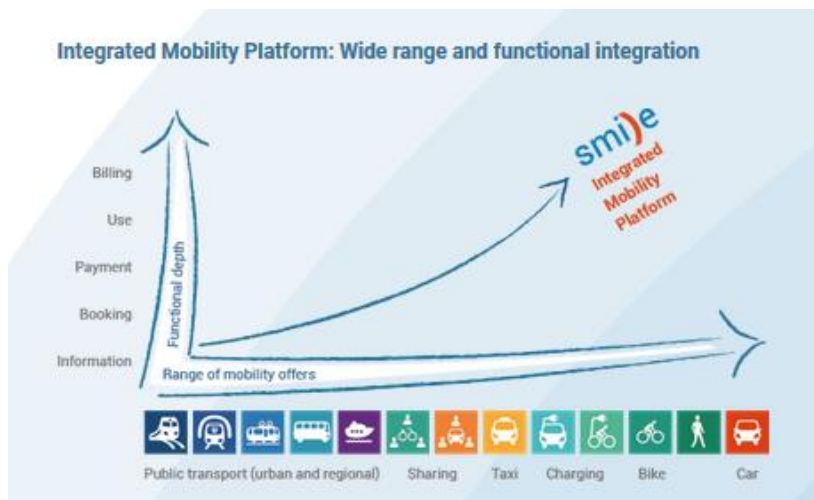 Integrated Mobility Platform: Wide range and functional integration
smile
Integrated
Mobility
Platform
Billing
Use
Payment
Booking
Information
Functional depth
Range of mobility offers
Public transport (urban and regional)
Sharing
Taxi
Charging
Bike
Car